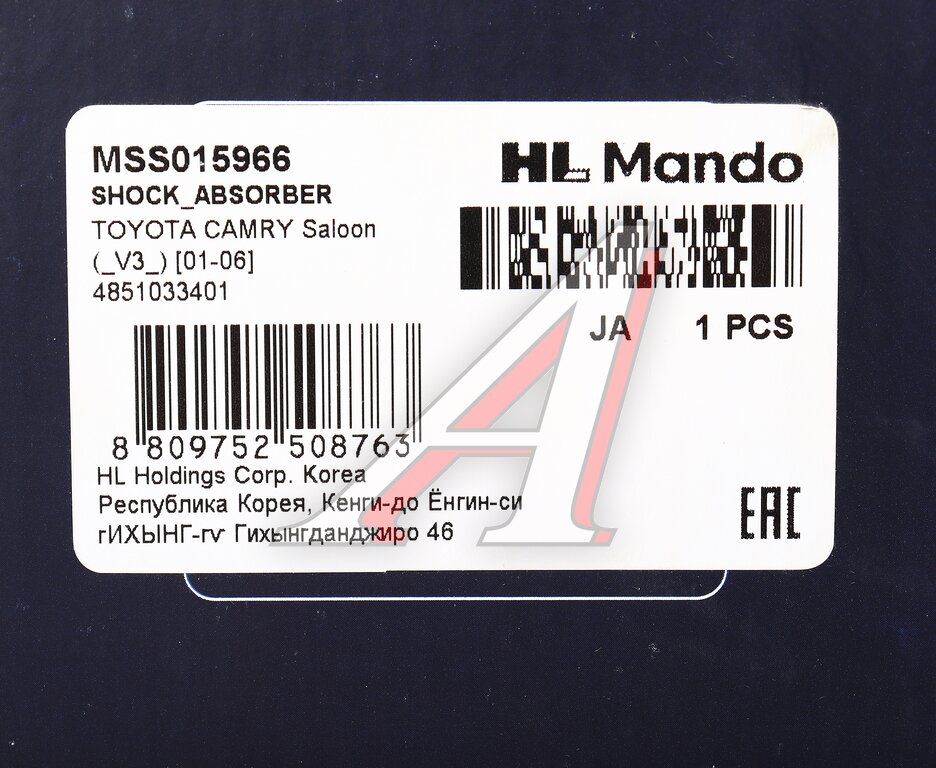 MSS015966
SHOCK_ABSORBER
TOYOTA CAMRY Saloon
(_V3_) [01-06]
4851033401
HL Mando
JA 1 PCS
8 809752 508763
HL Holdings Corp. Korea
Республика Корея, Кенги-до Ёнгин-си
гИХЫНГ-гv Гихынгданджиро 46
EAC